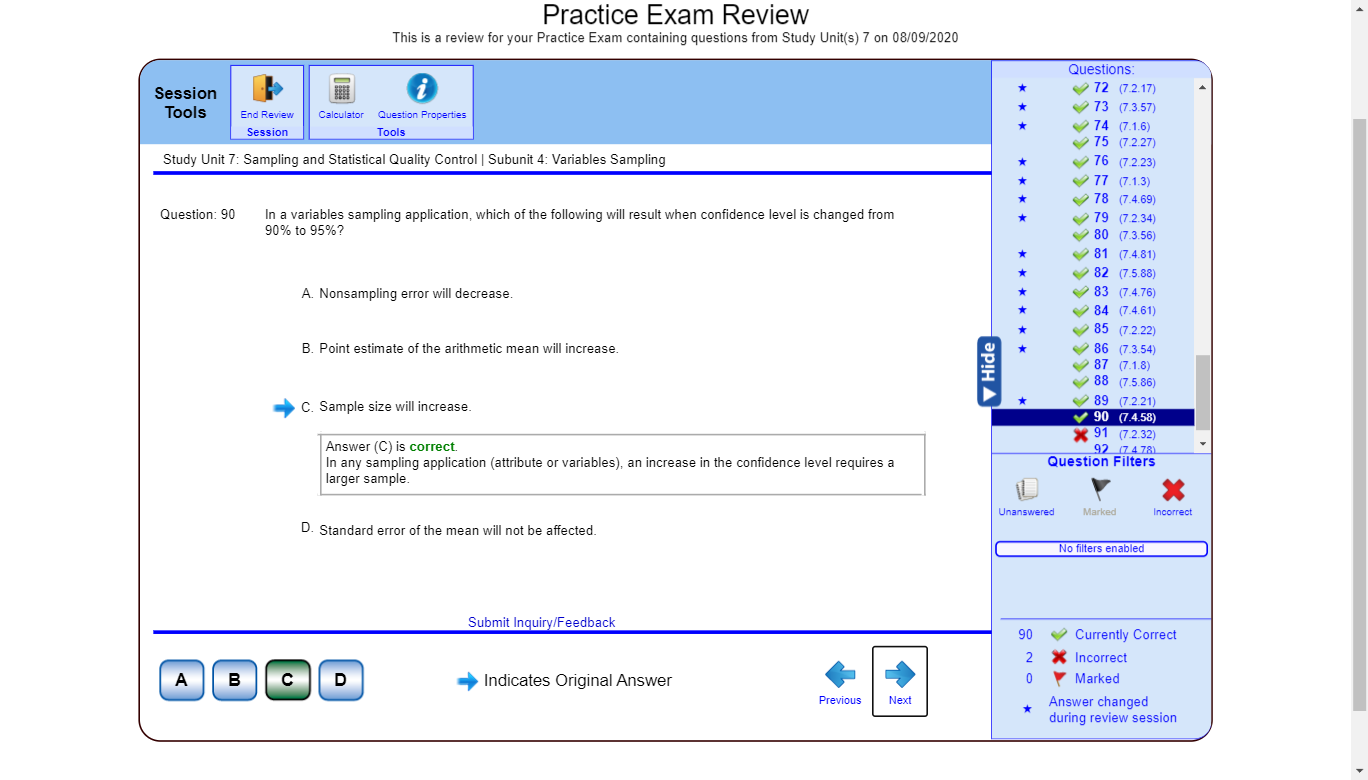 Practice Exam Review
This is a review for your Practice Exam containing questions from Study Unit(s) 7 on 08/09/2020
Session
Tools
End Review
Session
Calculator
Question Properties
Tools
Study Unit 7: Sampling and Statistical Quality Control | Subunit 4: Variables Sampling
Question: 90
In a variables sampling application, which of the following will result when confidence level is changed from
90% to 95%?
A. Nonsampling error will decrease.
B. Point estimate of the arithmetic mean will increase.
C. Sample size will increase.
Answer (C) is correct.
In any sampling application (attribute or variables), an increase in the confidence level requires a
larger sample.
D. Standard error of the mean will not be affected.
Submit Inquiry/Feedback
A
B
C
D
Indicates Original Answer
Previous
Next
Hide
Questions:
72 (7.2.17)
73 (7.3.57)
74 (7.1.6)
75 (7.2.27)
76 (7.2.23)
77 (7.1.3)
78 (7.4.69)
79 (7.2.34)
80 (7.3.56)
81 (7.4.81)
82 (7.5.88)
83 (7.4.76)
84 (7.4.61)
85 (7.2.22)
86 (7.3.54)
87 (7.1.8)
88 (7.5.86)
89 (7.2.21)
90 (7.4.58)
91 (7.2.32)
92 (7.4.78)
Question Filters
Unanswered
Marked
Incorrect
No filters enabled
90 Currently Correct
2 Incorrect
0 Marked
Answer changed
during review session